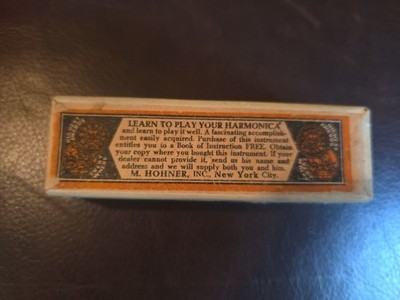 LEARN TO PLAY YOUR HARMONICA
and learn to play it well. A fascinating accomplish-
ment easily acquired. Purchase of this instrument
entitles you to a Book of Instruction FREE. Obtain
your copy where you bought this instrument. If your
dealer cannot provide it, send us his name and
address and we will supply both you and him.
M. HOHNER, INC., New York City.